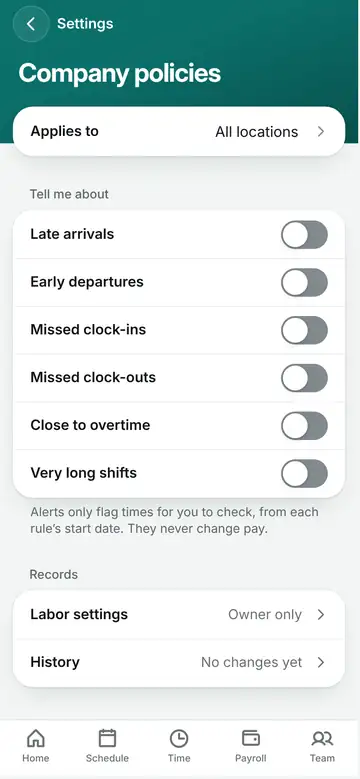 Settings
Company policies
Applies to All locations
Tell me about
Late arrivals
Early departures
Missed clock-ins
Missed clock-outs
Close to overtime
Very long shifts
Alerts only flag times for you to check, from each
rule’s start date. They never change pay.
Records
Labor settings Owner only
History No changes yet
Home Schedule Time Payroll Team